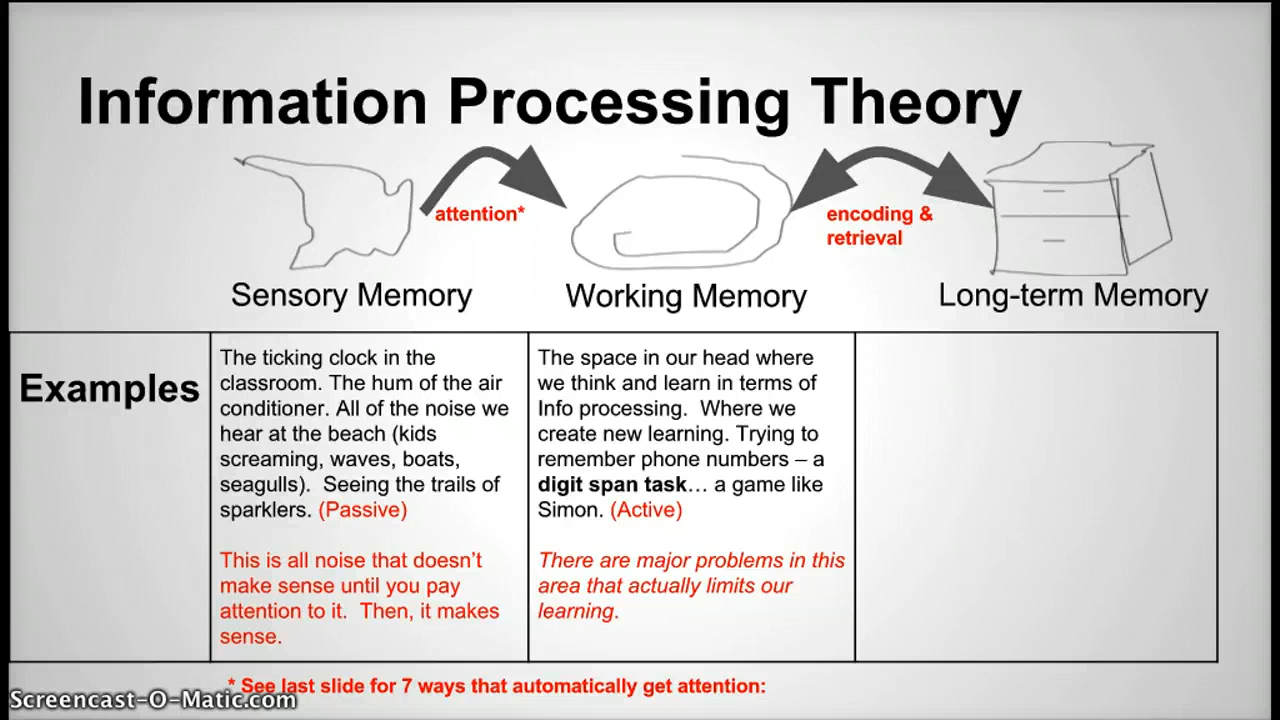 Information Processing Theory
attention*
encoding &
retrieval
Sensory Memory
Working Memory
Long-term Memory
Examples
The ticking clock in the
classroom. The hum of the air
conditioner. All of the noise we
hear at the beach (kids
screaming, waves, boats,
seagulls). Seeing the trails of
sparklers. (Passive)
This is all noise that doesn't
make sense until you pay
attention to it. Then, it makes
sense.
The space in our head where
we think and learn in terms of
Info processing. Where we
create new learning. Trying to
remember phone numbers – a
digit span task… a game like
Simon. (Active)
There are major problems in this
area that actually limits our
learning.
* See last slide for 7 ways that automatically get attention:
Screencast-O-Matic.com